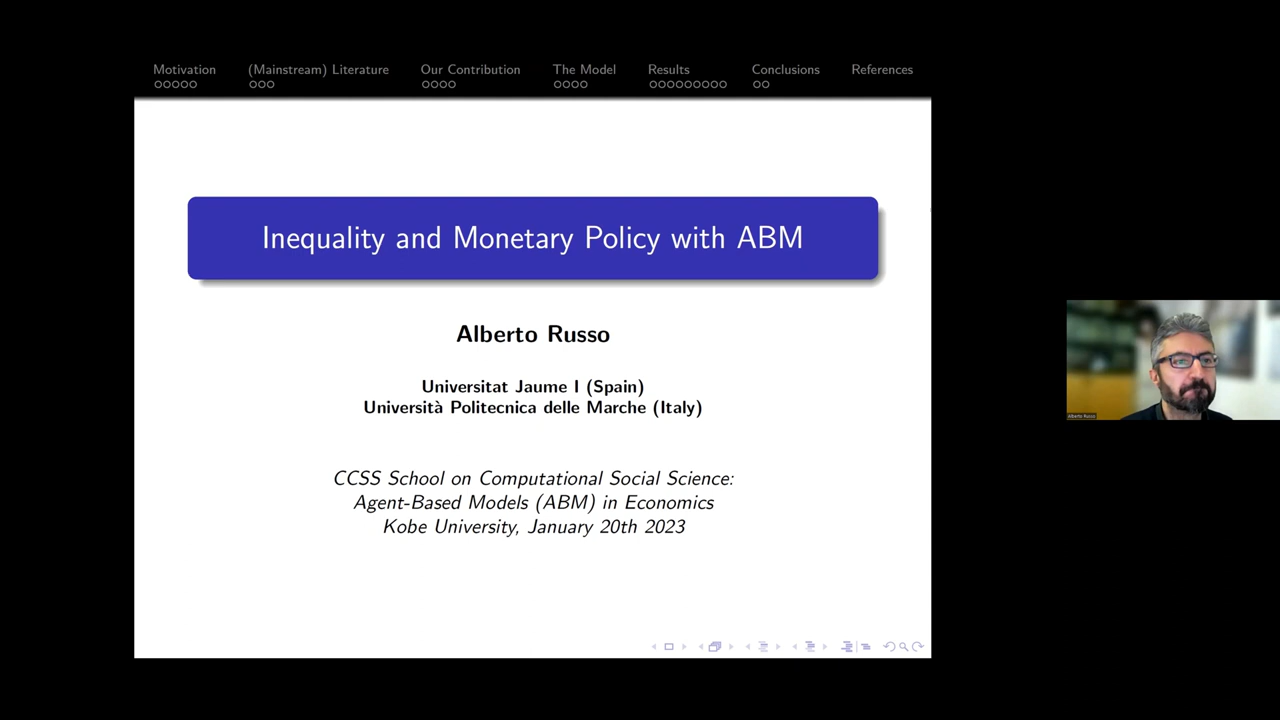 Motivation (Mainstream) Literature Our Contribution The Model Results Conclusions References
Inequality and Monetary Policy with ABM
Alberto Russo
Universitat Jaume I (Spain)
Università Politecnica delle Marche (Italy)
CCSS School on Computational Social Science:
Agent-Based Models (ABM) in Economics
Kobe University, January 20th 2023
Alberto Russo